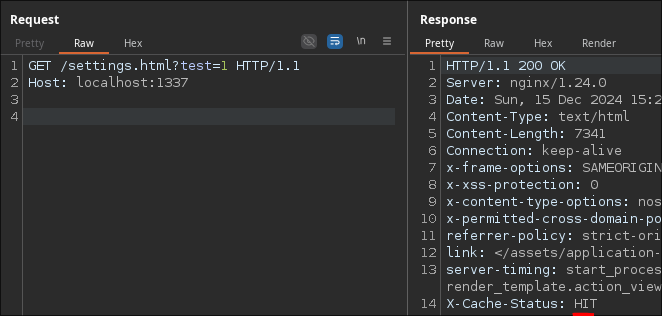 Request
Pretty Raw Hex \n
1 GET /settings.html?test=1 HTTP/1.1
2 Host: localhost:1337
3
4
Response
Pretty Raw Hex Render
1 HTTP/1.1 200 OK
2 Server: nginx/1.24.0
3 Date: Sun, 15 Dec 2024 15:2
4 Content-Type: text/html
5 Content-Length: 7341
6 Connection: keep-alive
7 x-frame-options: SAMEORIGIN
8 x-xss-protection: 0
9 x-content-type-options: nos
10 x-permitted-cross-domain-po
11 referrer-policy: strict-ori
12 link: </assets/application-
13 server-timing: start_proces
render_template.action_view
14 X-Cache-Status: HIT